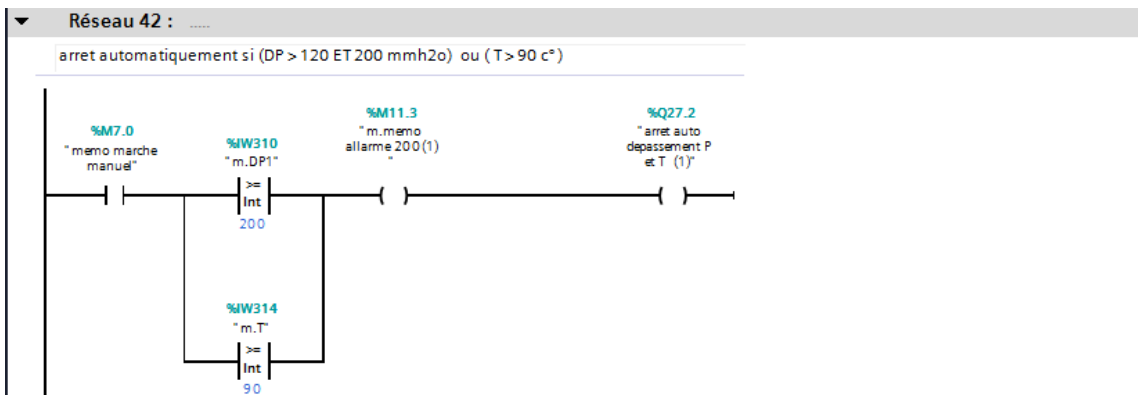 Réseau 42 : .....
arret automatiquement si (DP > 120 ET 200 mmh2o) ou ( T> 90 c° )
%M7.0
"memo marche
manuel"
%IW310
"m.DP1"
>=
Int
200
%M11.3
"m.memo
allarme 200(1)
"
%Q27.2
"arret auto
depassement P
et T (1)"
%IW314
"m.T"
>=
Int
90